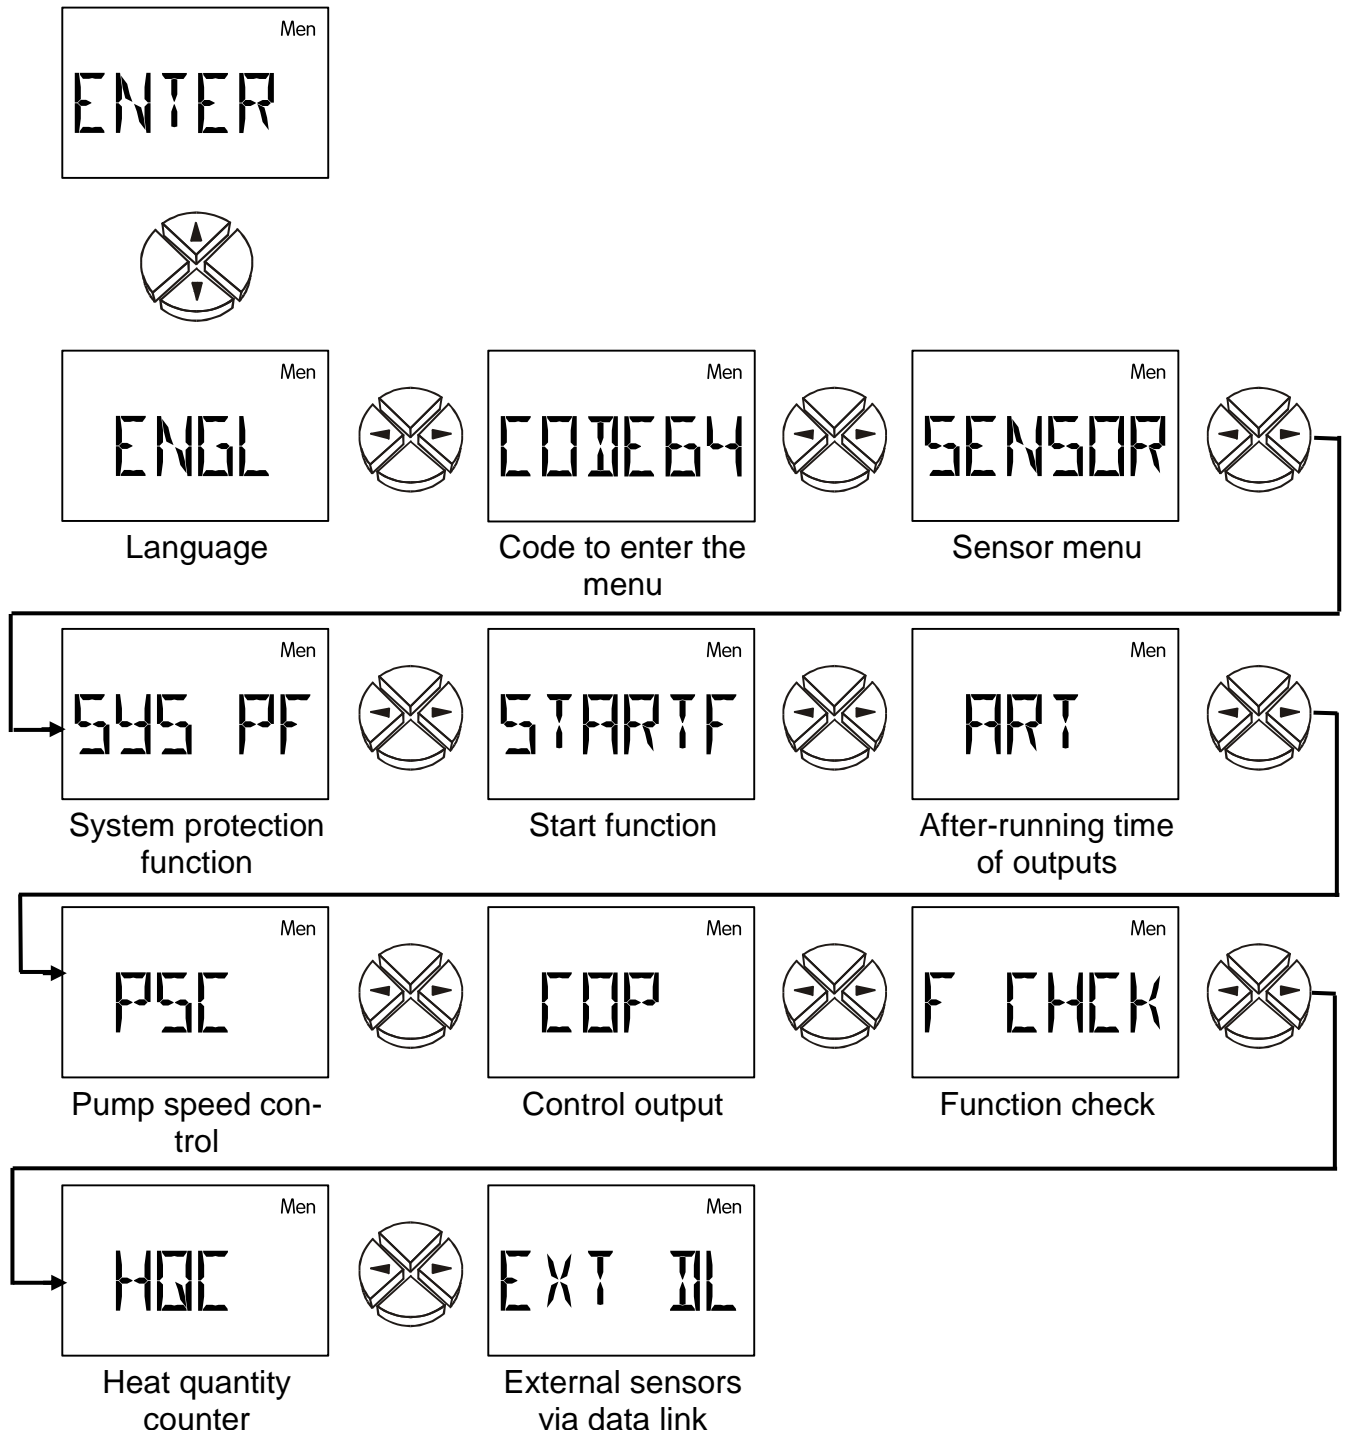 Men
ENTER
Men
ENGL
Men
CODE64
Men
SENSOR
Language
Code to enter the
menu
Sensor menu
Men
SYS PF
Men
STARTF
Men
ART
System protection
function
Start function
After-running time
of outputs
Men
PSC
Men
COP
Men
F CHCK
Pump speed con-
trol
Control output
Function check
Men
HQC
Men
EXT DL
Heat quantity
counter
External sensors
via data link